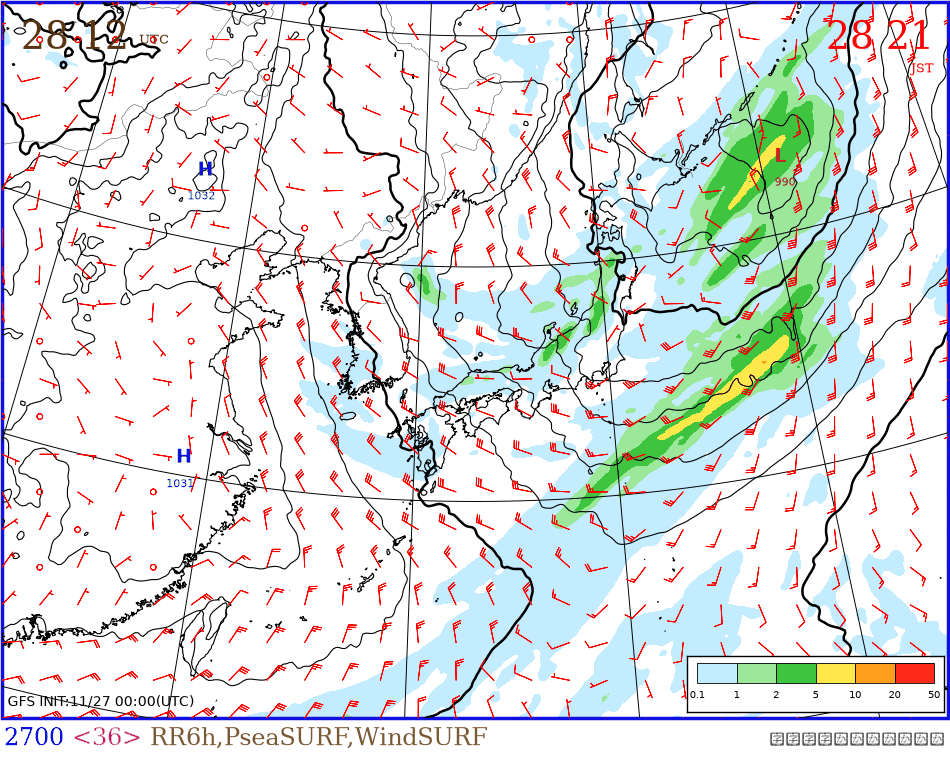 28 12 UTC
28 21
JST
H
1032
L
990
H
1031
0.1 1 2 5 10 20 50
GFS INIT:11/27 00:00(UTC)
2700 <36> RR6h,PseaSURF,WindSURF